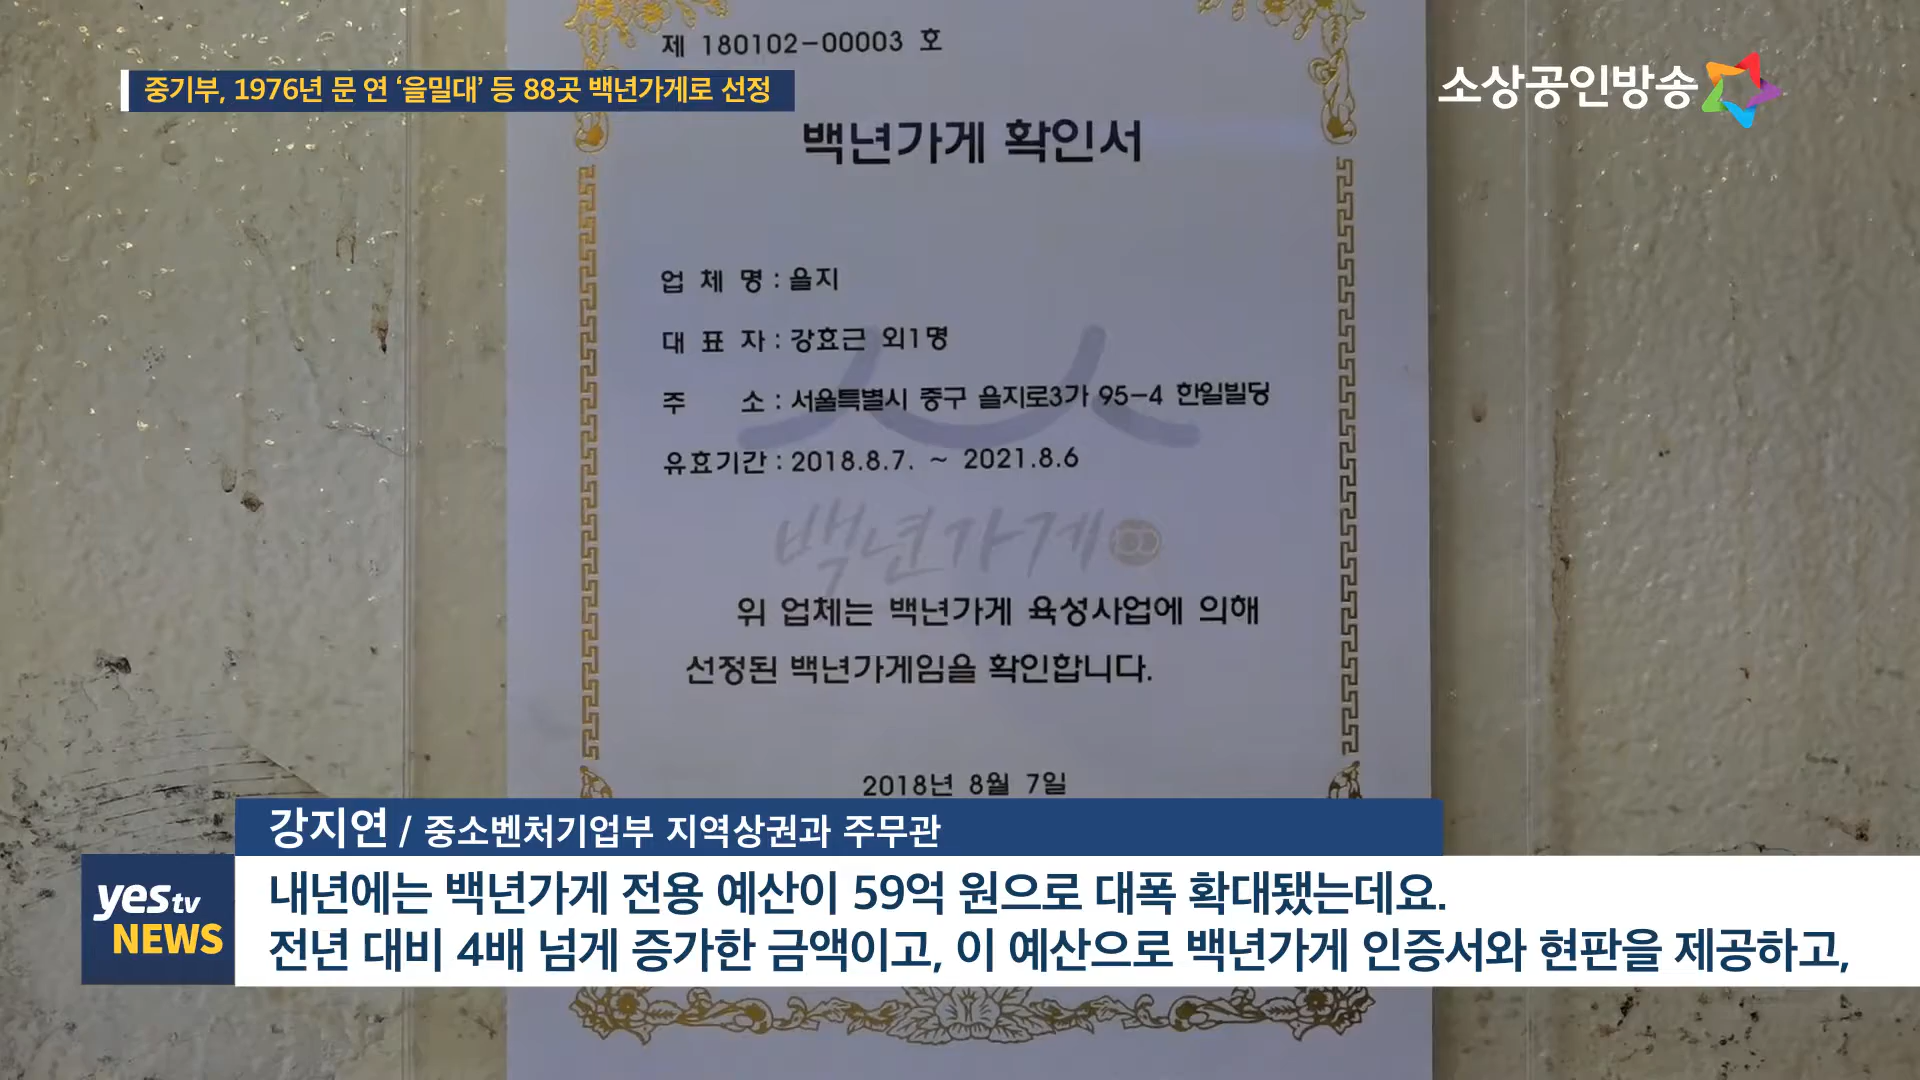 제 180102-00003 호
중기부, 1976년 문 연 ‘을밀대’ 등 88곳 백년가게로 선정
소상공인방송
백년가게 확인서
업 체 명 : 을지
대 표 자 : 강효근 외1명
주 소 : 서울특별시 중구 을지로3가 95-4 한일빌딩
유효기간 : 2018.8.7. ~ 2021.8.6
백년가게
위 업체는 백년가게 육성사업에 의해
선정된 백년가게임을 확인합니다.
2018년 8월 7일
강지연 / 중소벤처기업부 지역상권과 주무관
yes tv
NEWS
내년에는 백년가게 전용 예산이 59억 원으로 대폭 확대됐는데요.
전년 대비 4배 넘게 증가한 금액이고, 이 예산으로 백년가게 인증서와 현판을 제공하고,